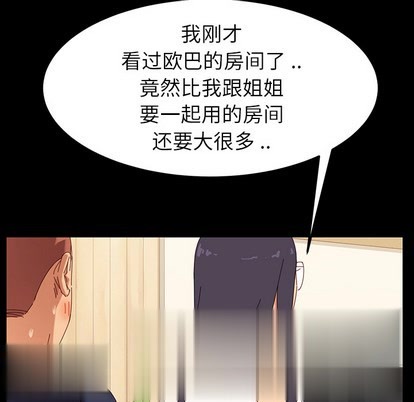 我刚才
看过欧巴的房间了 ..
竟然比我跟姐姐
要一起用的房间
还要大很多 ..